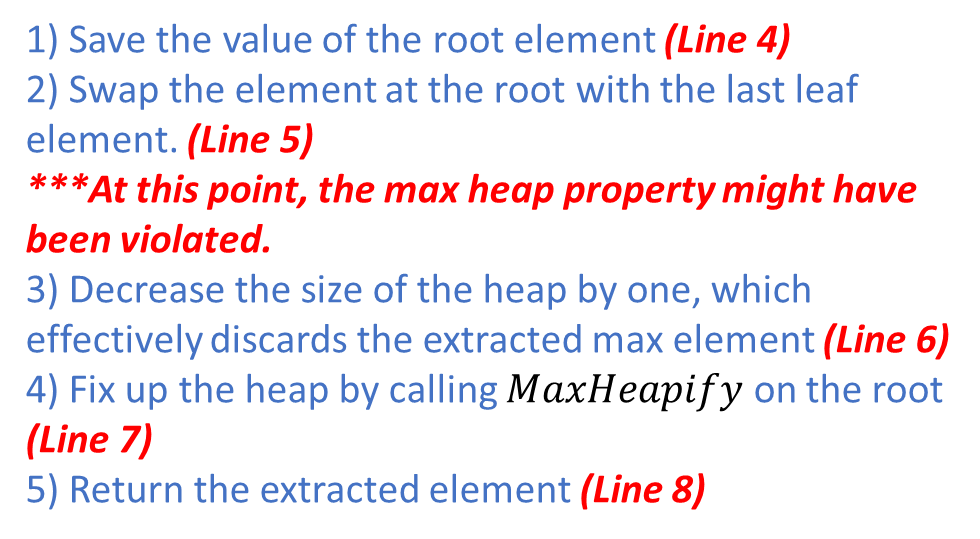 1) Save the value of the root element (Line 4)
2) Swap the element at the root with the last leaf
element. (Line 5)
***At this point, the max heap property might have
been violated.
3) Decrease the size of the heap by one, which
effectively discards the extracted max element (Line 6)
4) Fix up the heap by calling MaxHeapify on the root
(Line 7)
5) Return the extracted element (Line 8)